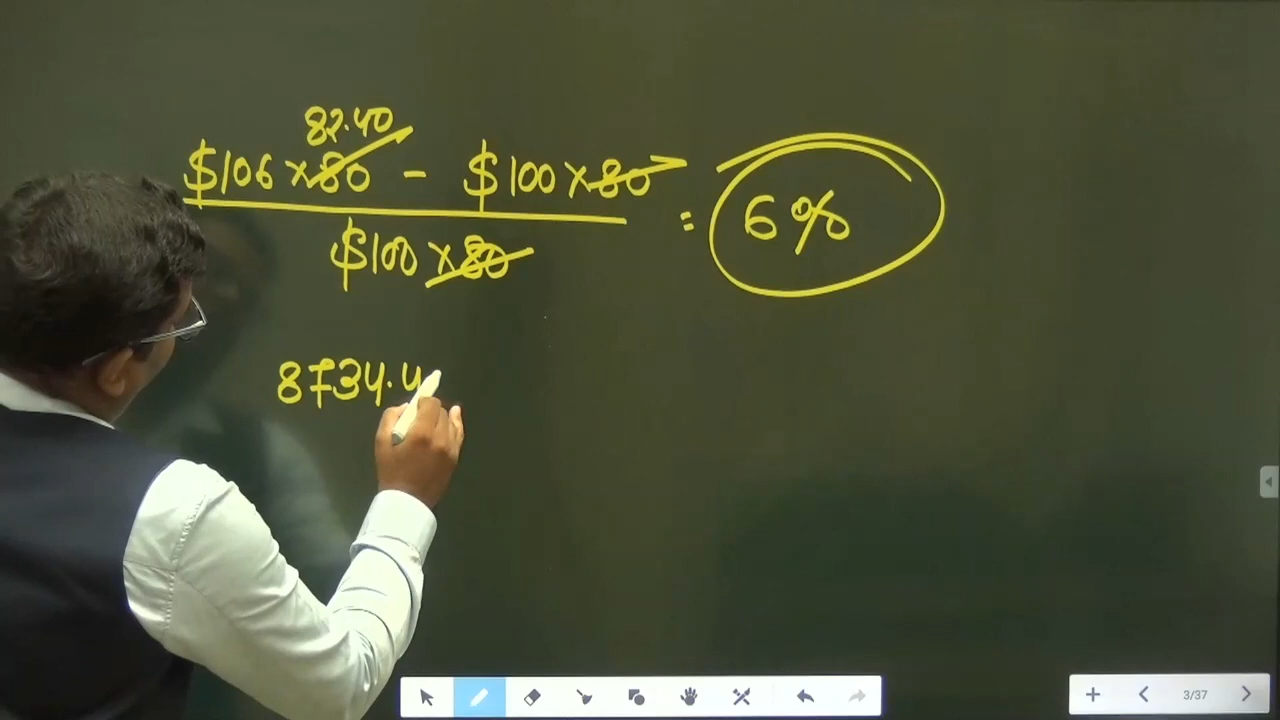 82.40
$106 × 80 - $100 × 80
$100 × 80
= 6%
8734.4
3/37